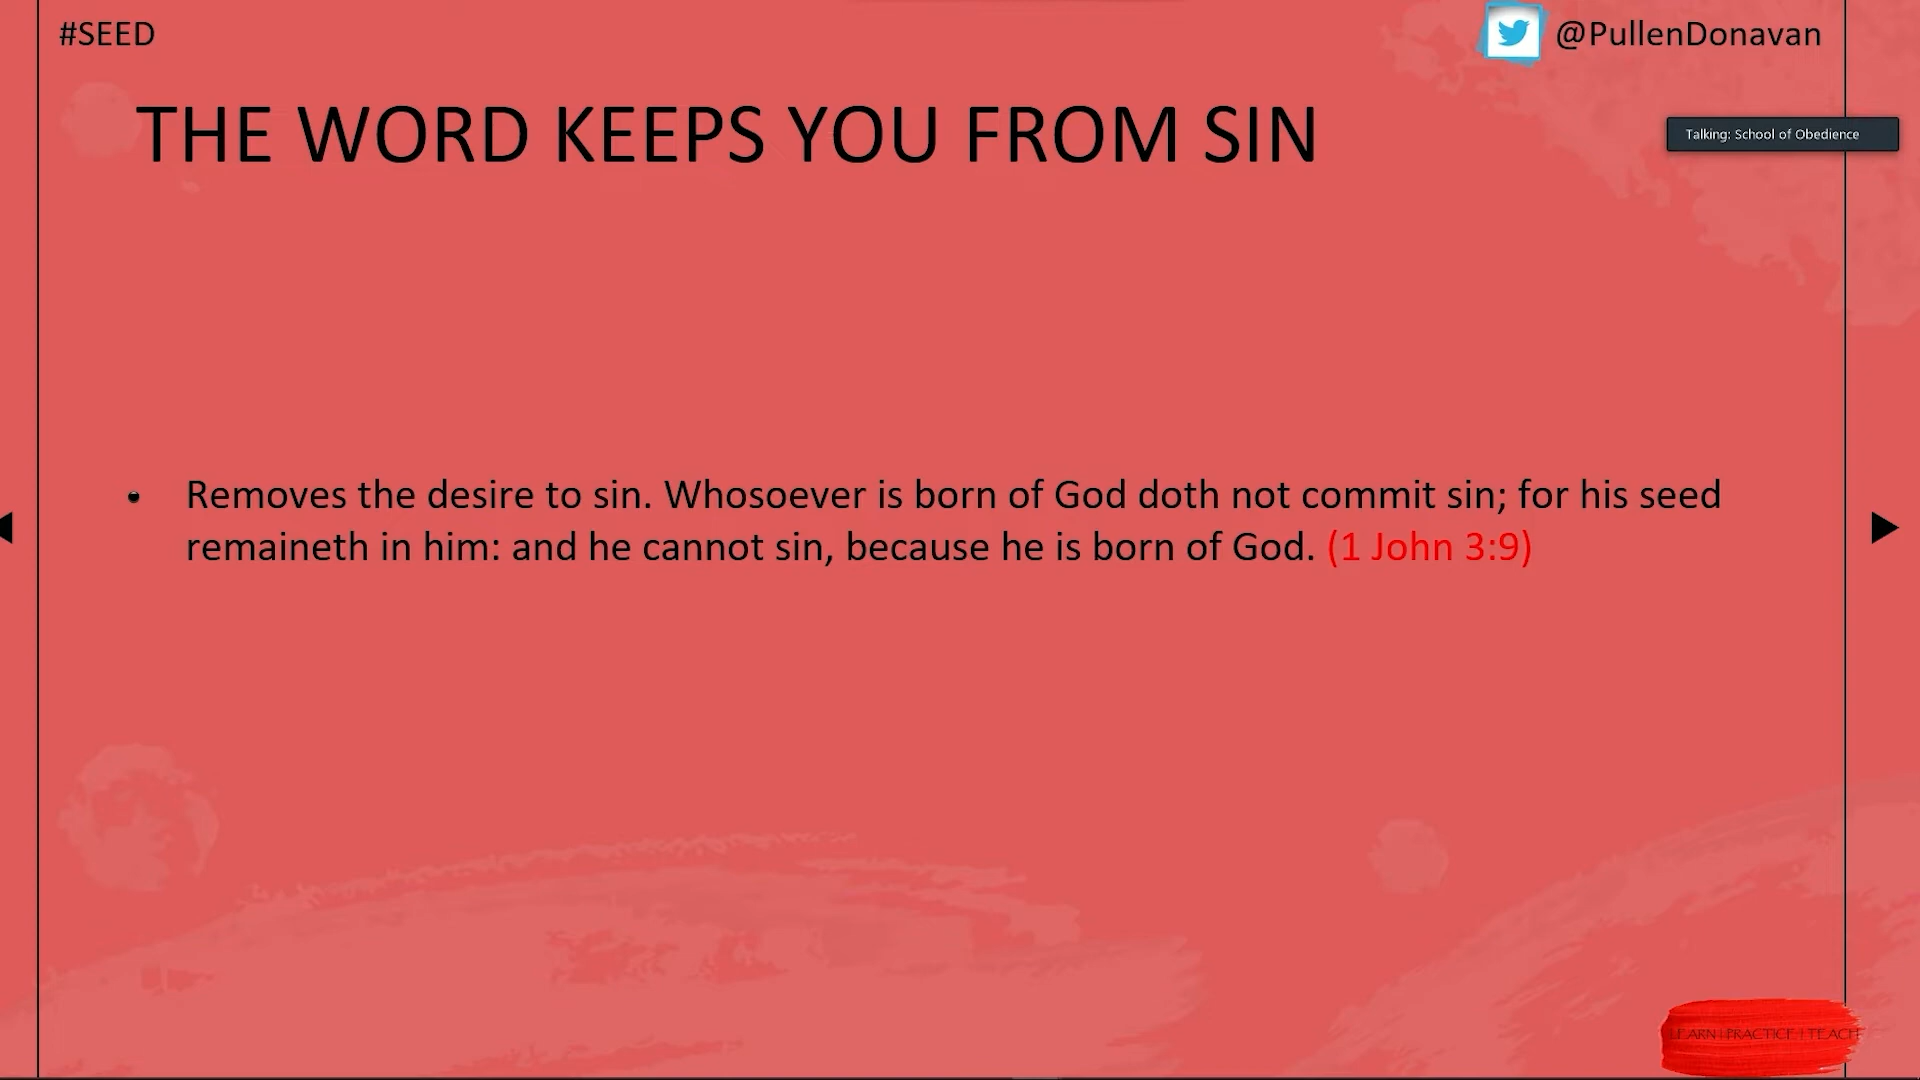 #SEED
@PullenDonavan
THE WORD KEEPS YOU FROM SIN
Talking: School of Obedience
• Removes the desire to sin. Whosoever is born of God doth not commit sin; for his seed
remaineth in him: and he cannot sin, because he is born of God. (1 John 3:9)
LEARN | PRACTICE | TEACH